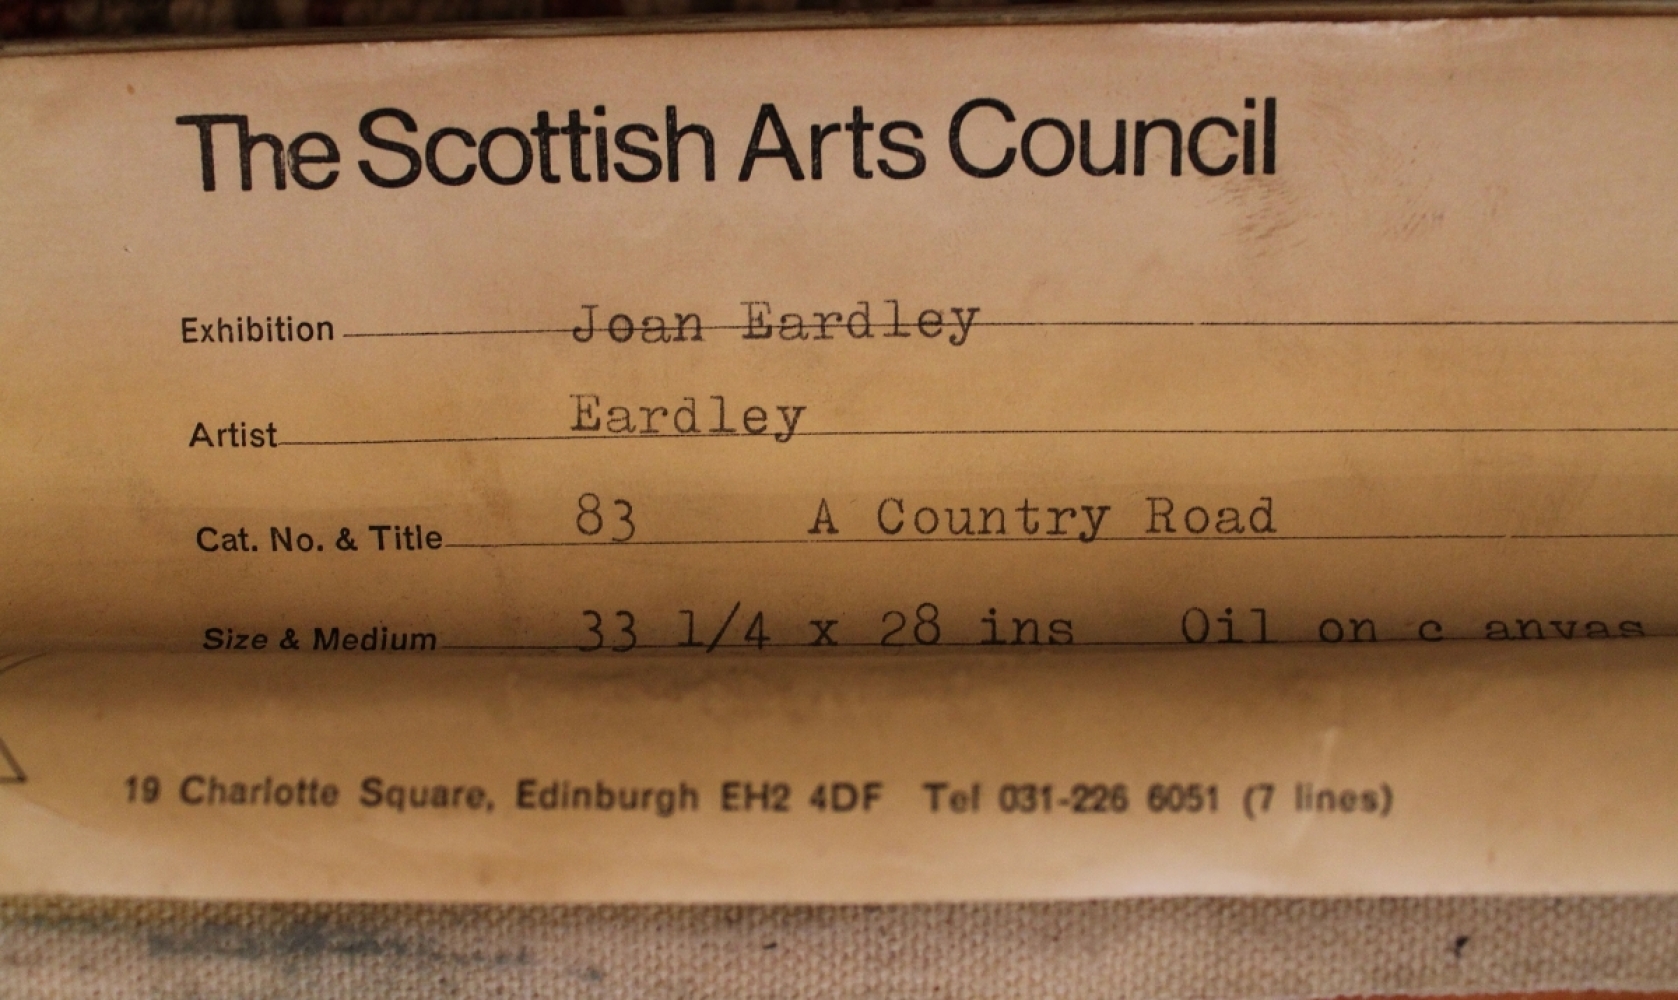 The Scottish Arts Council
Exhibition Joan Eardley
Artist Eardley
Cat. No. & Title 83 A Country Road
Size & Medium 33 1/4 x 28 ins Oil on c anvas
19 Charlotte Square, Edinburgh EH2 4DF Tel 031-226 6051 (7 lines)